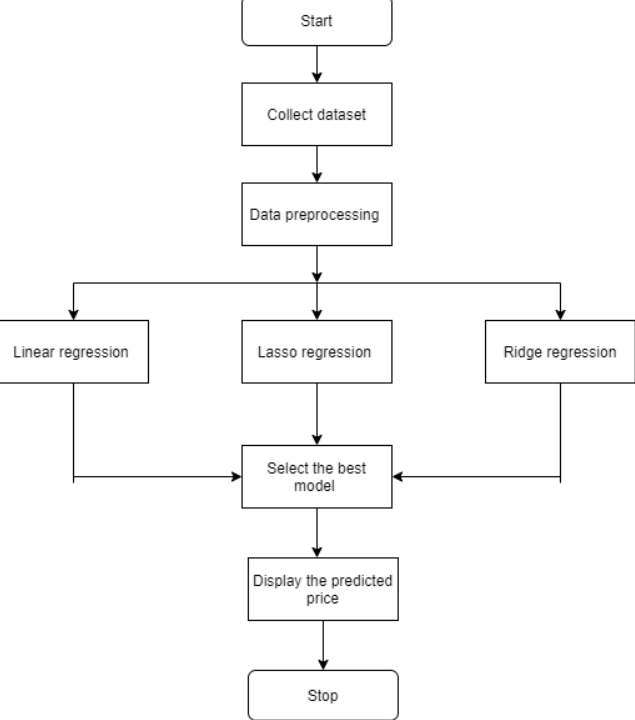 Start
Collect dataset
Data preprocessing
Linear regression
Lasso regression
Ridge regression
Select the best
model
Display the predicted
price
Stop